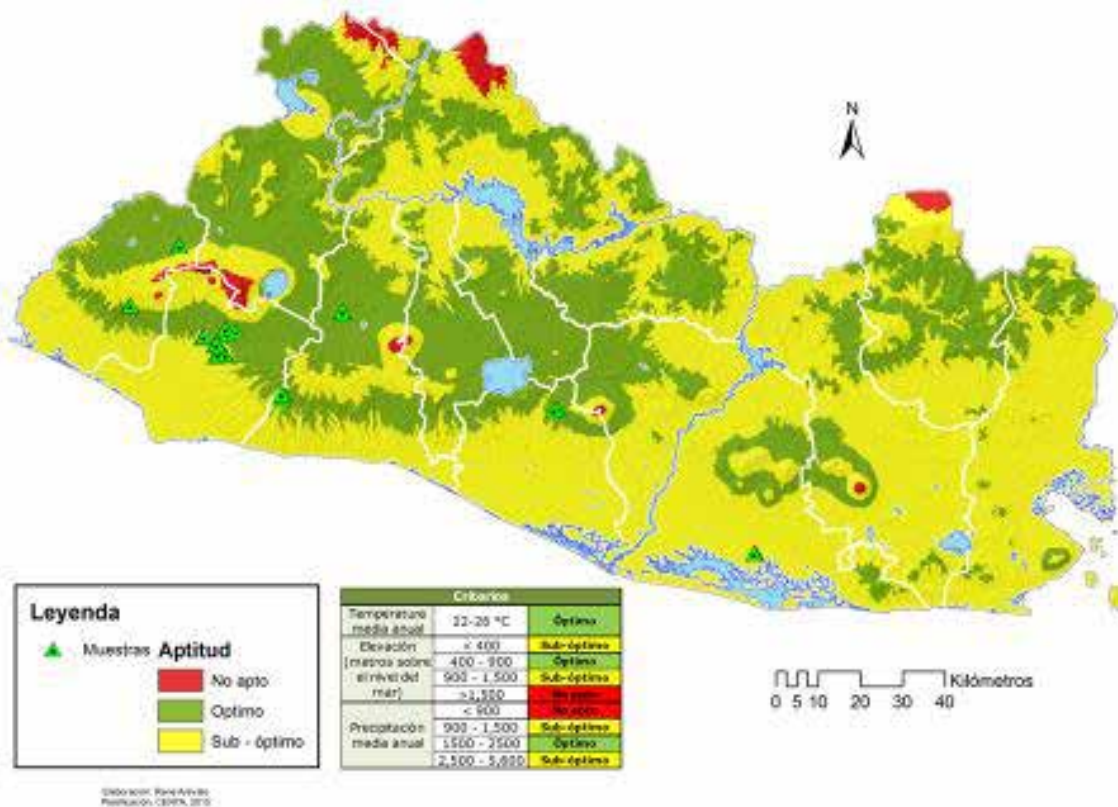 N
Leyenda
Muestras Aptitud
No apto
Optimo
Sub - óptimo
Criterios
Temperatura media anual 22-26 °C Óptimo
Elevación (metros sobre el nivel del mar) < 400 Sub-óptimo
400 - 900 Óptimo
900 - 1,500 Sub-óptimo
>1,500 No apto
Precipitación media anual < 900 No apto
900 - 1,500 Sub-óptimo
1500 - 2500 Óptimo
2,500 - 5,800 Sub-óptimo
Kilómetros
0 5 10 20 30 40
Elaboración:
Planificación, CENTA,